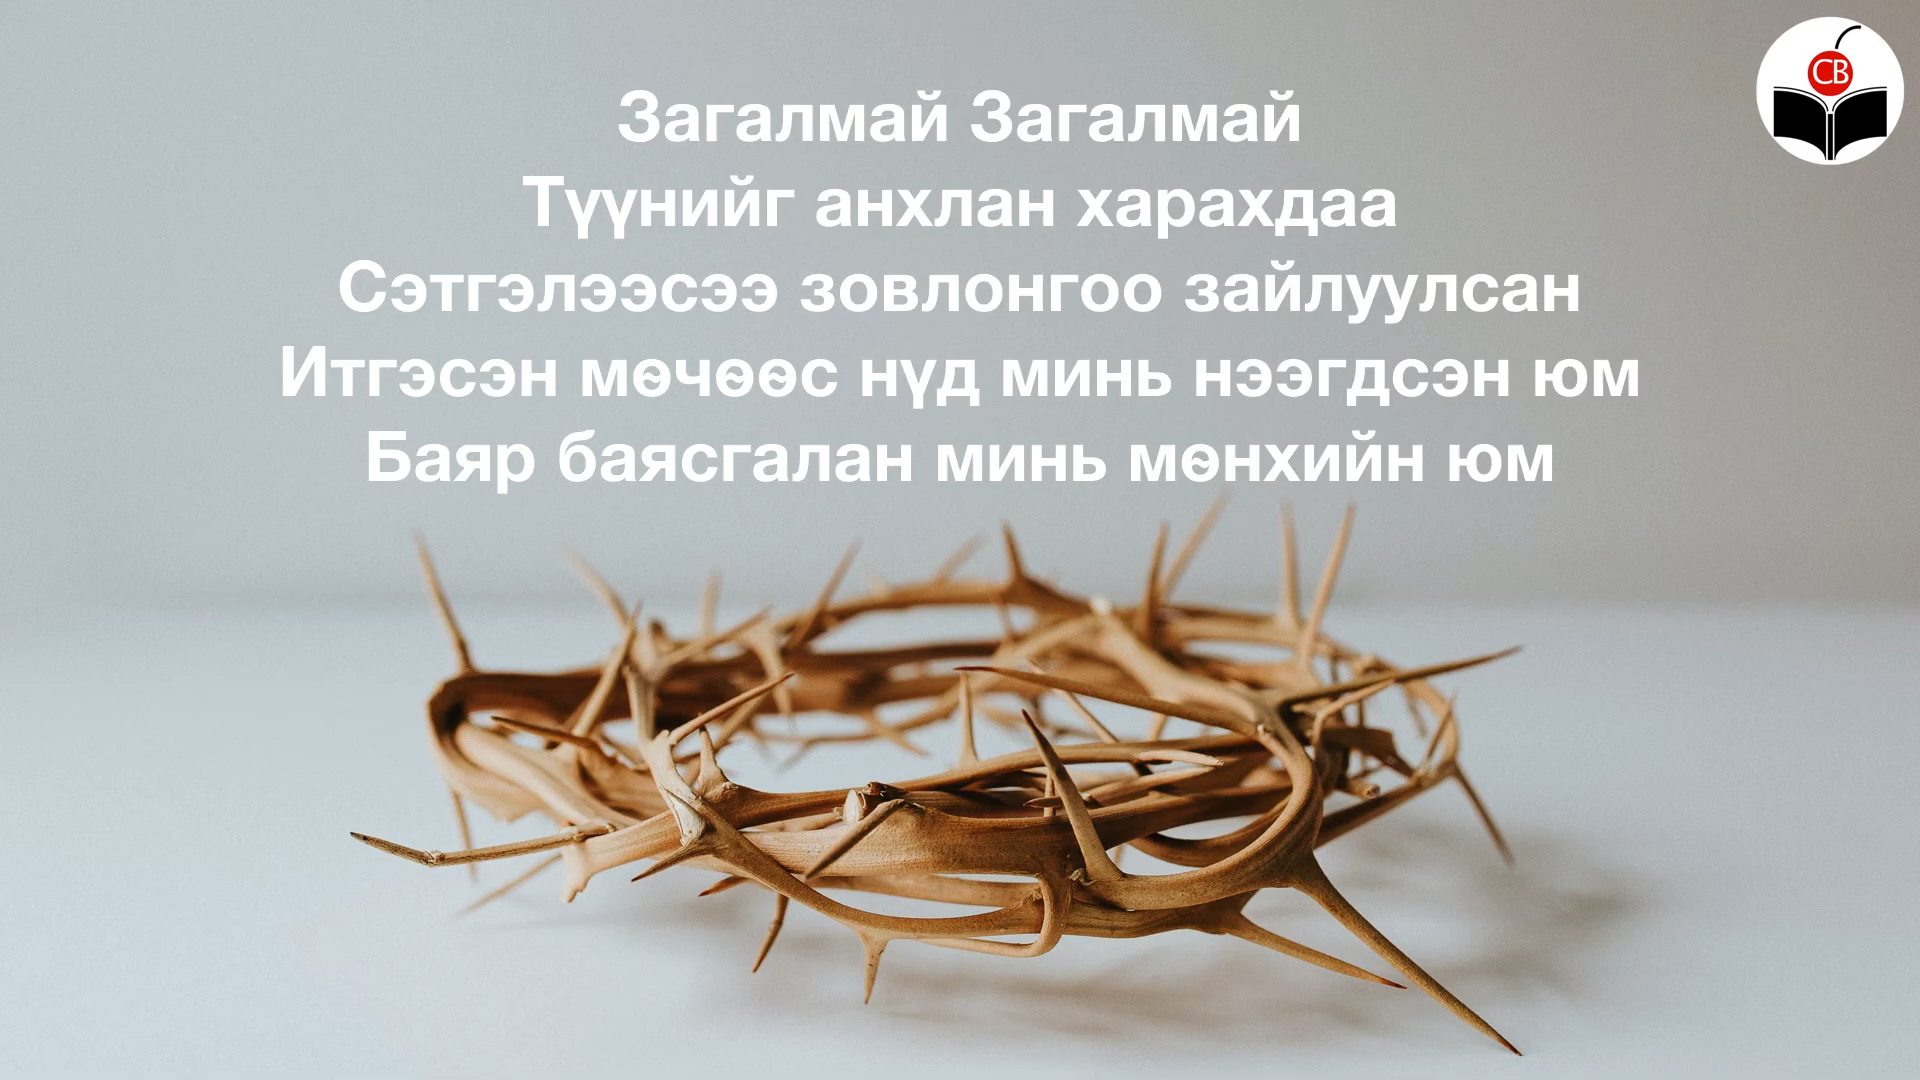 CB
Загалмай Загалмай
Түүнийг анхлан харахдаа
Сэтгэлээсээ зовлонгоо зайлуулсан
Итгэсэн мөчөөс нүд минь нээгдсэн юм
Баяр баясгалан минь мөнхийн юм